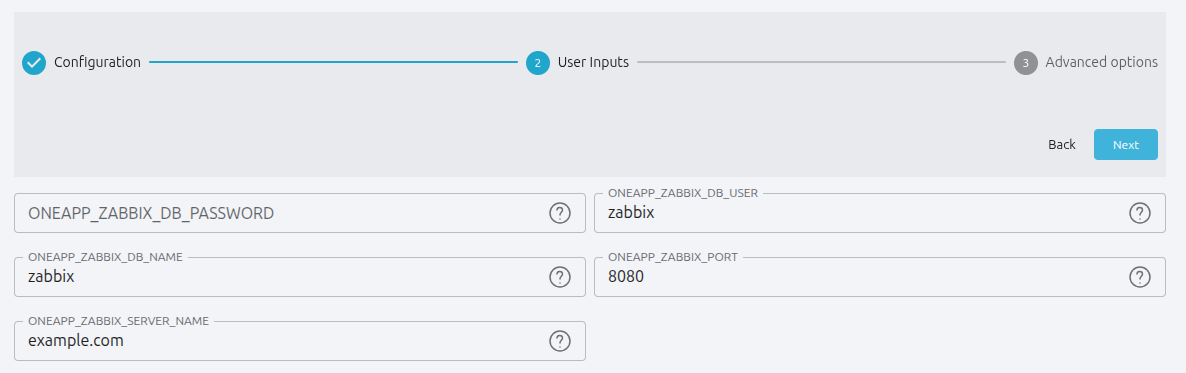 Configuration
2
User Inputs
3
Advanced options
Back
Next
ONEAPP_ZABBIX_DB_PASSWORD
?
ONEAPP_ZABBIX_DB_USER
zabbix
?
ONEAPP_ZABBIX_DB_NAME
zabbix
?
ONEAPP_ZABBIX_PORT
8080
?
ONEAPP_ZABBIX_SERVER_NAME
example.com
?